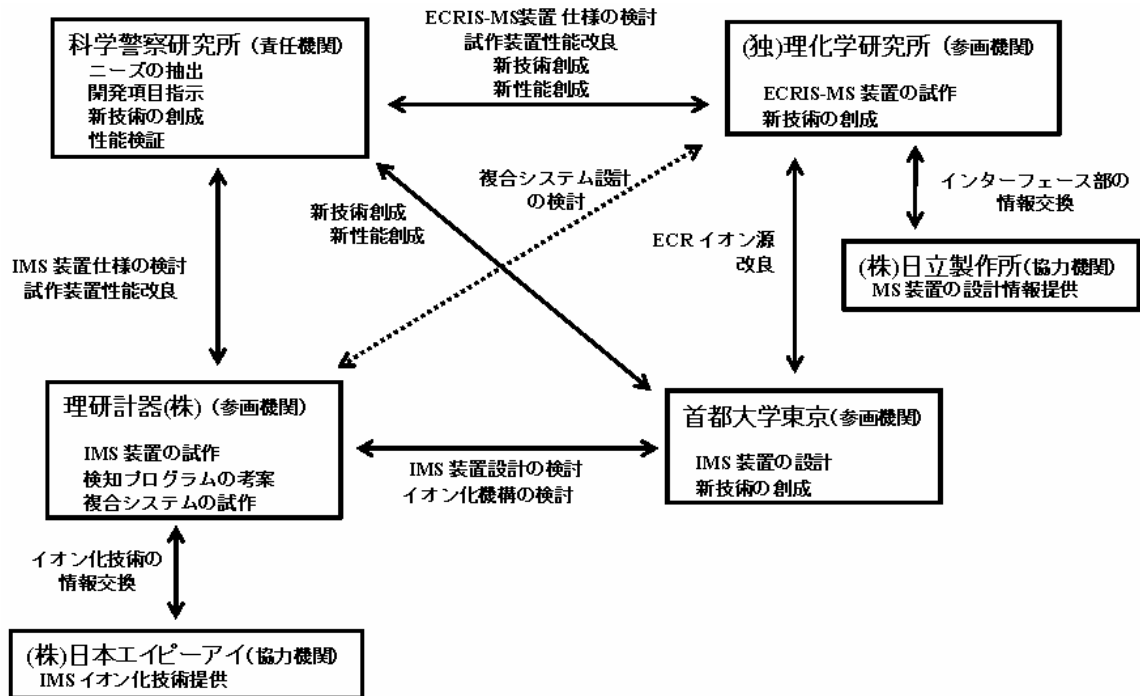 科学警察研究所 (責任機関)
ニーズの抽出
開発項目指示
新技術の創成
性能検証
ECRIS-MS装置 仕様の検討
試作装置性能改良
新技術創成
新性能創成
(独)理化学研究所 (参画機関)
ECRIS-MS 装置の試作
新技術の創成
複合システム設計
の検討
新技術創成
新性能創成
インターフェース部の
情報交換
ECR イオン源
改良
IMS 装置仕様の検討
試作装置性能改良
(株)日立製作所(協力機関)
MS 装置の設計情報提供
理研計器(株) (参画機関)
IMS 装置の試作
検知プログラムの考案
複合システムの試作
IMS 装置設計の検討
イオン化機構の検討
首都大学東京(参画機関)
IMS 装置の設計
新技術の創成
イオン化技術の
情報交換
(株)日本エイピーアイ(協力機関)
IMS イオン化技術提供